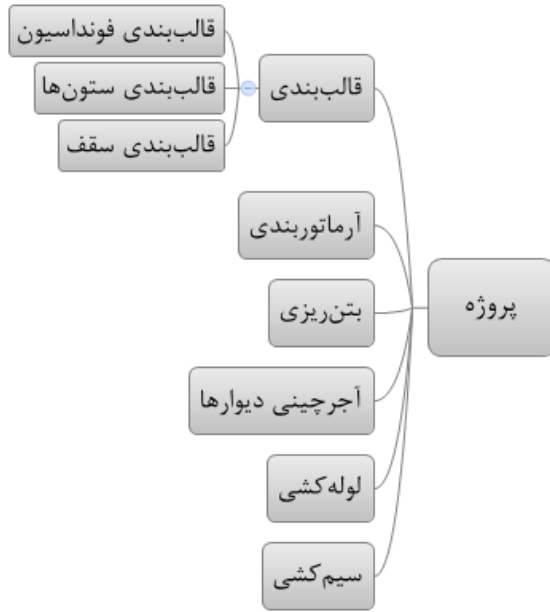 پروژه
قالب‌بندی
قالب‌بندی فونداسیون
قالب‌بندی ستون‌ها
قالب‌بندی سقف
آرماتوربندی
بتن‌ریزی
آجرچینی دیوارها
لوله‌کشی
سیم‌کشی